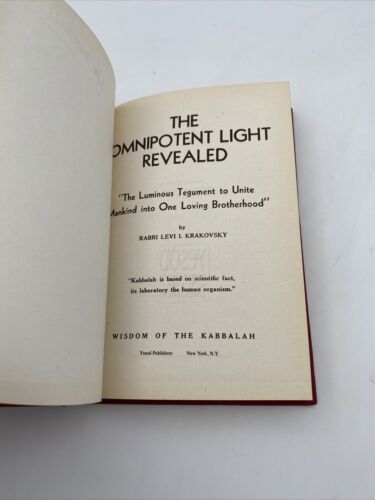 THE
OMNIPOTENT LIGHT
REVEALED
"The Luminous Tegument to Unite
Mankind into One Loving Brotherhood"
by
RABBI LEVI I. KRAKOVSKY
"Kabbalah is based on scientific fact,
its laboratory the human organism."
WISDOM OF THE KABBALAH
Yesod Publishers New York, N.Y.